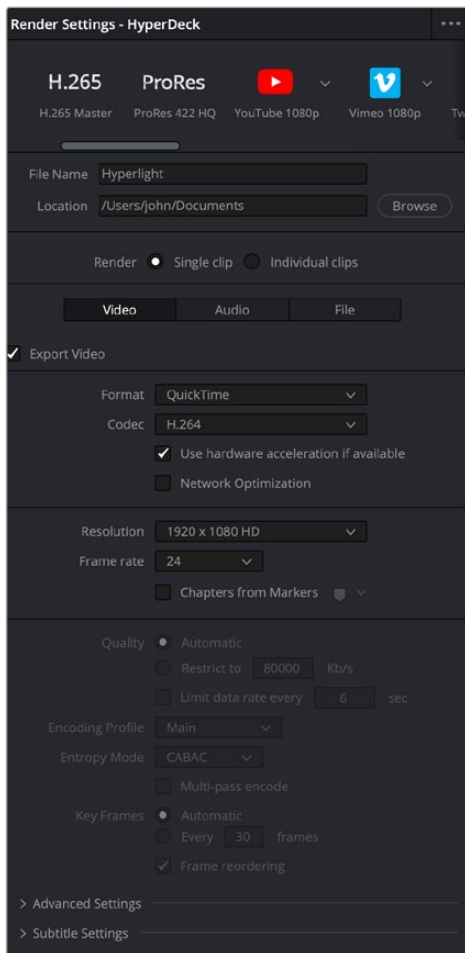 Render Settings - HyperDeck
H.265 ProRes
H.265 Master ProRes 422 HQ YouTube 1080p Vimeo 1080p Tw
File Name Hyperlight
Location /Users/john/Documents Browse
Render Single clip Individual clips
Video Audio File
Export Video
Format QuickTime
Codec H.264
Use hardware acceleration if available
Network Optimization
Resolution 1920 x 1080 HD
Frame rate 24
Chapters from Markers
Quality Automatic
Restrict to 80000 Kb/s
Limit data rate every 6 sec
Encoding Profile Main
Entropy Mode CABAC
Multi-pass encode
Key Frames Automatic
Every 30 frames
Frame reordering
Advanced Settings
Subtitle Settings